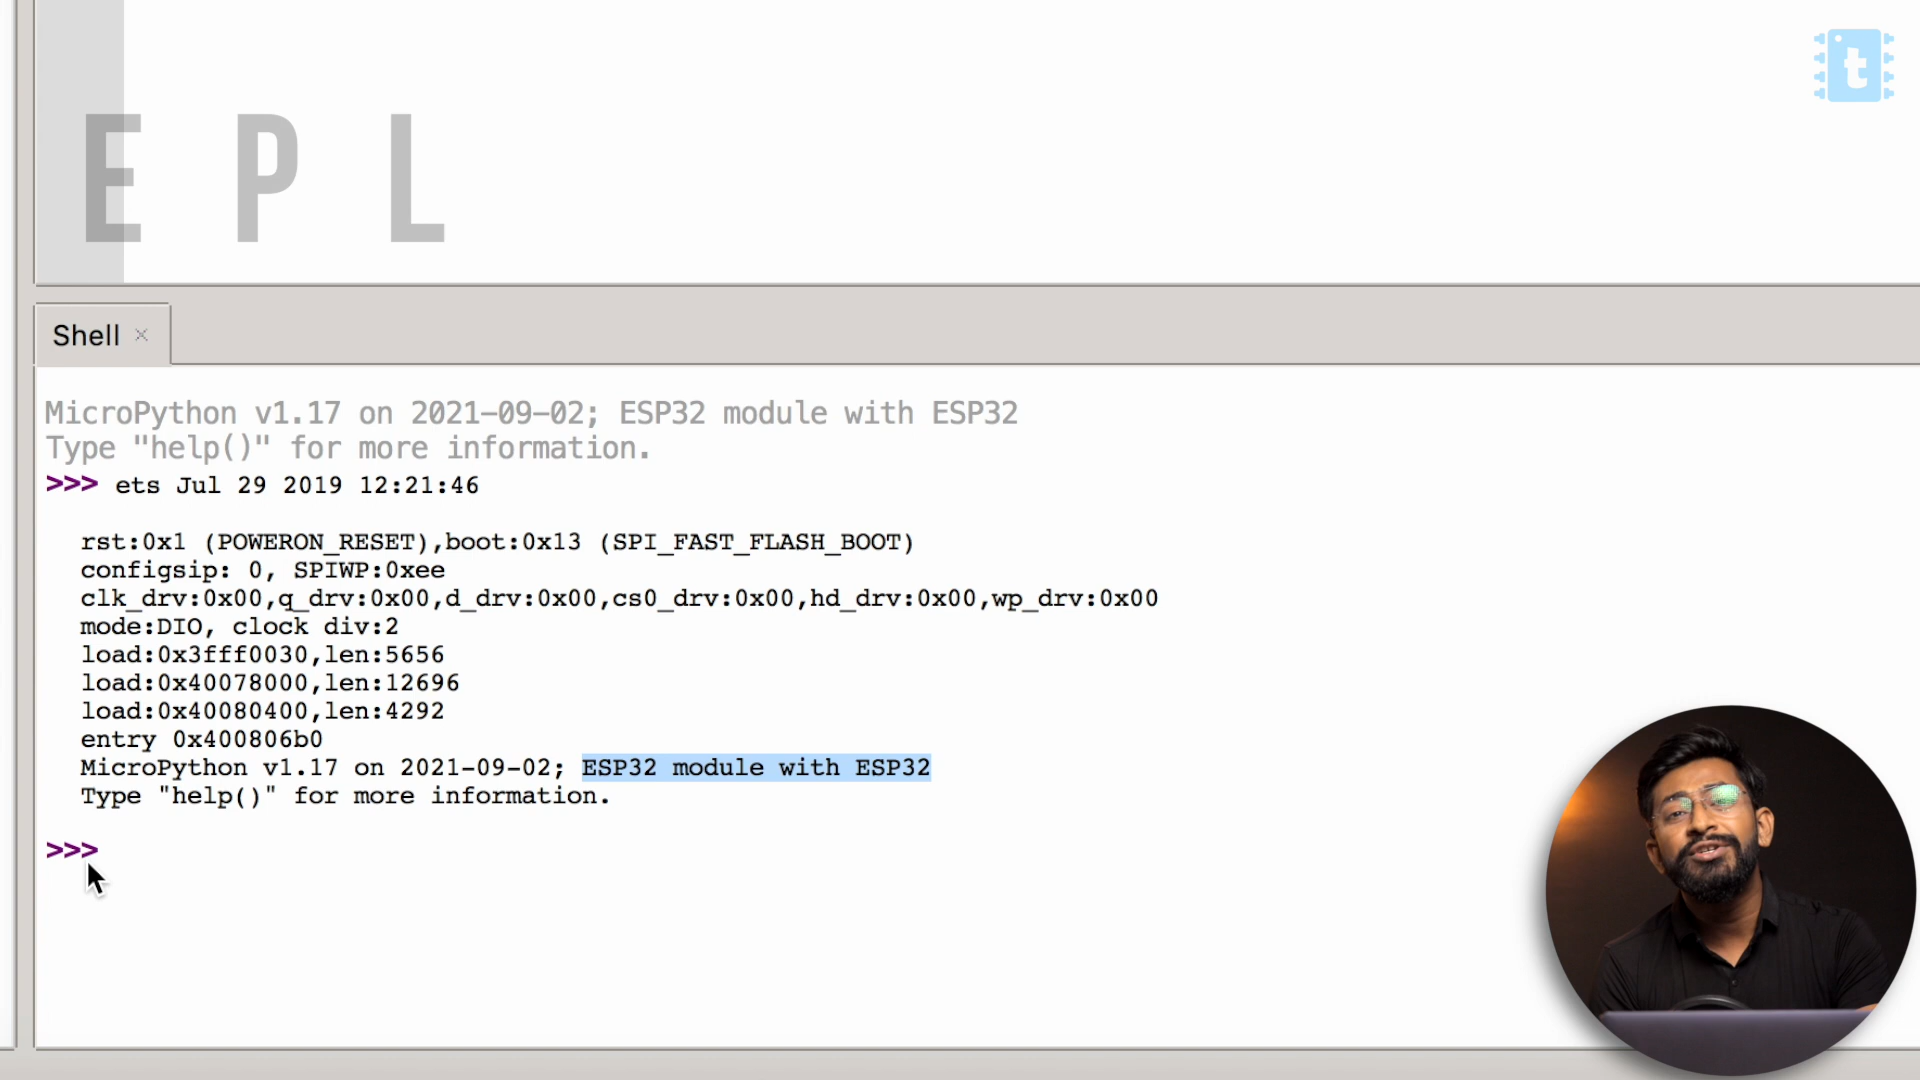 t
E P L
Shell ×
MicroPython v1.17 on 2021-09-02; ESP32 module with ESP32
Type "help()" for more information.
>>> ets Jul 29 2019 12:21:46
rst:0x1 (POWERON_RESET),boot:0x13 (SPI_FAST_FLASH_BOOT)
configsip: 0, SPIWP:0xee
clk_drv:0x00,q_drv:0x00,d_drv:0x00,cs0_drv:0x00,hd_drv:0x00,wp_drv:0x00
mode:DIO, clock div:2
load:0x3fff0030,len:5656
load:0x40078000,len:12696
load:0x40080400,len:4292
entry 0x400806b0
MicroPython v1.17 on 2021-09-02; ESP32 module with ESP32
Type "help()" for more information.
>>>